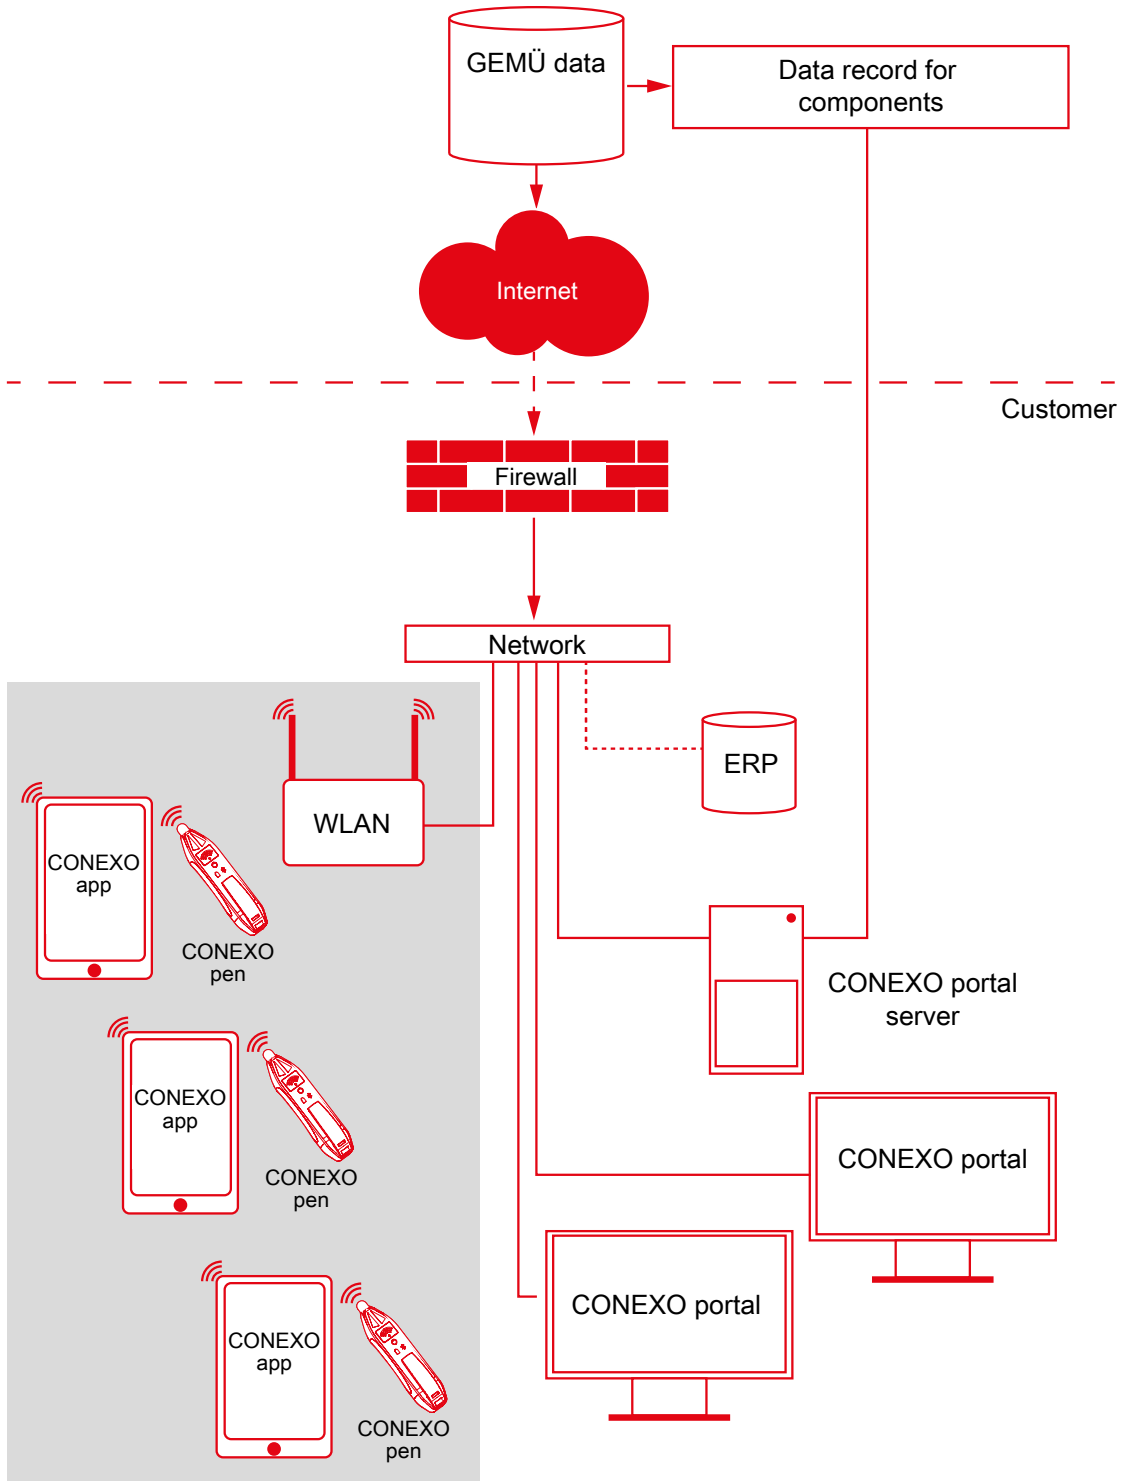 GEMÜ data
Data record for
components
Internet
Customer
Firewall
Network
ERP
WLAN
CONEXO
app
CONEXO
pen
CONEXO portal
server
CONEXO
app
CONEXO
pen
CONEXO portal
CONEXO portal
CONEXO
app
CONEXO
pen